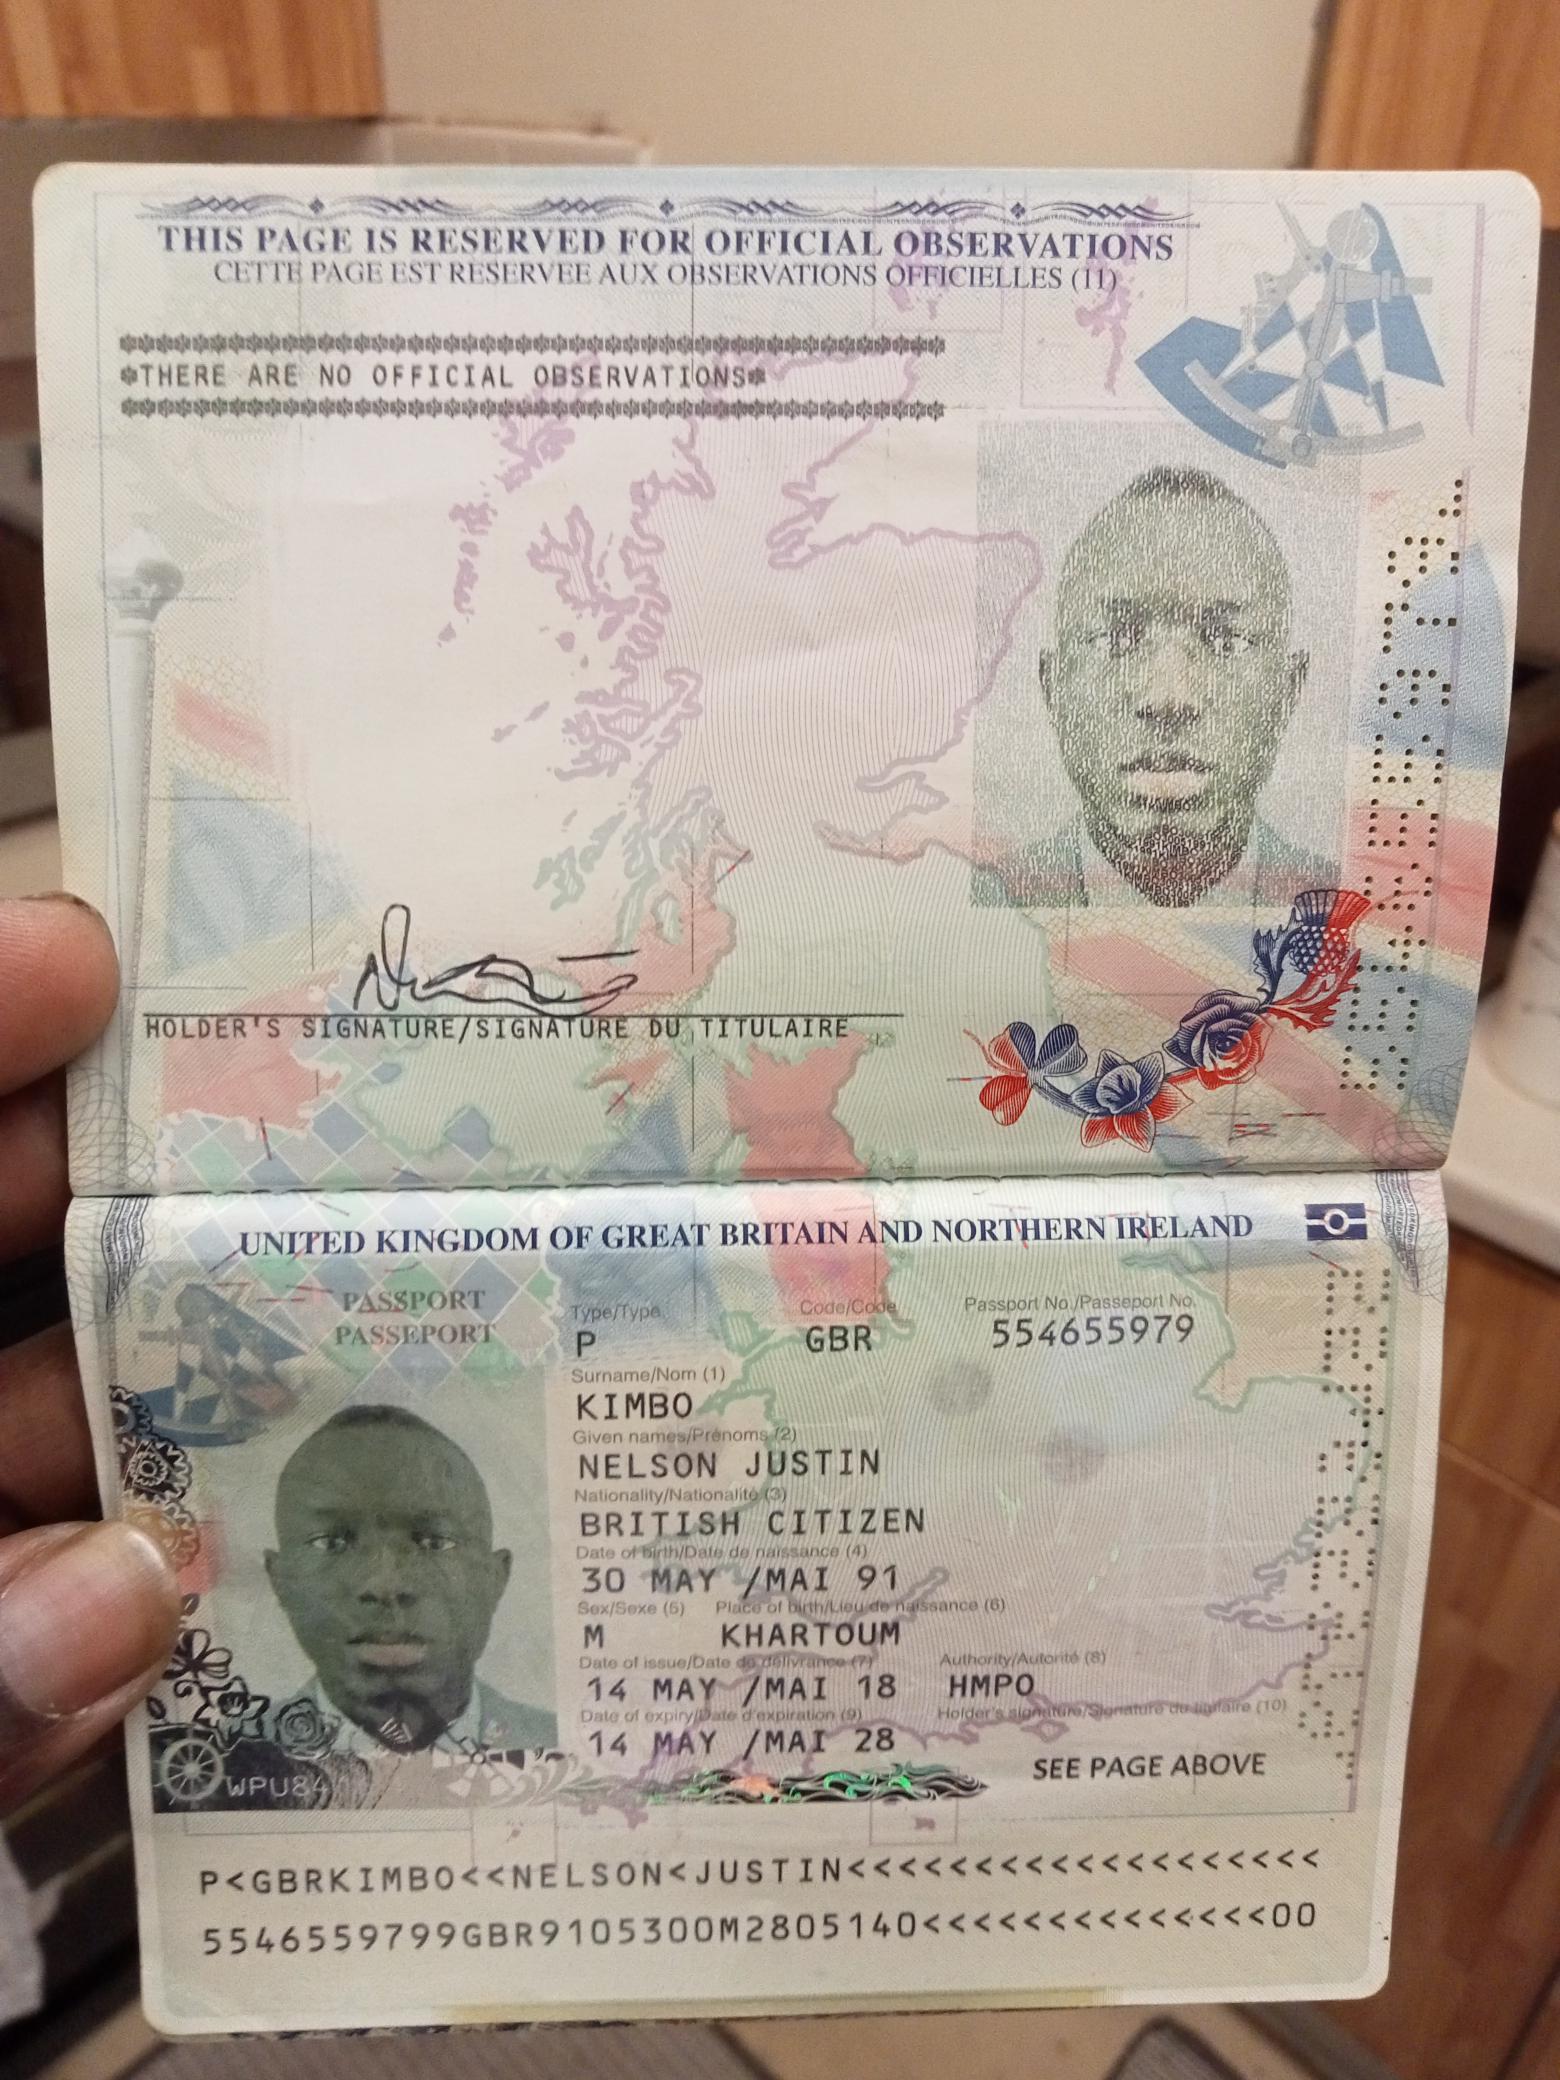 THIS PAGE IS RESERVED FOR OFFICIAL OBSERVATIONS
CETTE PAGE EST RESERVEE AUX OBSERVATIONS OFFICIELLES (11)
*THERE ARE NO OFFICIAL OBSERVATIONS*
HOLDER'S SIGNATURE/SIGNATURE DU TITULAIRE
UNITED KINGDOM OF GREAT BRITAIN AND NORTHERN IRELAND
PASSPORT
PASSEPORT
Type/Type Code/Code Passport No./Passeport No.
P GBR 554655979
Surname/Nom (1)
KIMBO
Given names/Prénoms (2)
NELSON JUSTIN
Nationality/Nationalité (3)
BRITISH CITIZEN
Date of birth/Date de naissance (4)
30 MAY /MAI 91
Sex/Sexe (5) Place of birth/Lieu de naissance (6)
M KHARTOUM
Date of issue/Date de délivrance (7) Authority/Autorité (8)
14 MAY /MAI 18 HMPO
Date of expiry/Date d'expiration (9) Holder's signature/Signature du titulaire (10)
14 MAY /MAI 28
SEE PAGE ABOVE
P<GBRKIMBO<<NELSON<JUSTIN<<<<<<<<<<<<<<<<<<<
5546559799GBR9105300M2805140<<<<<<<<<<<<<<00